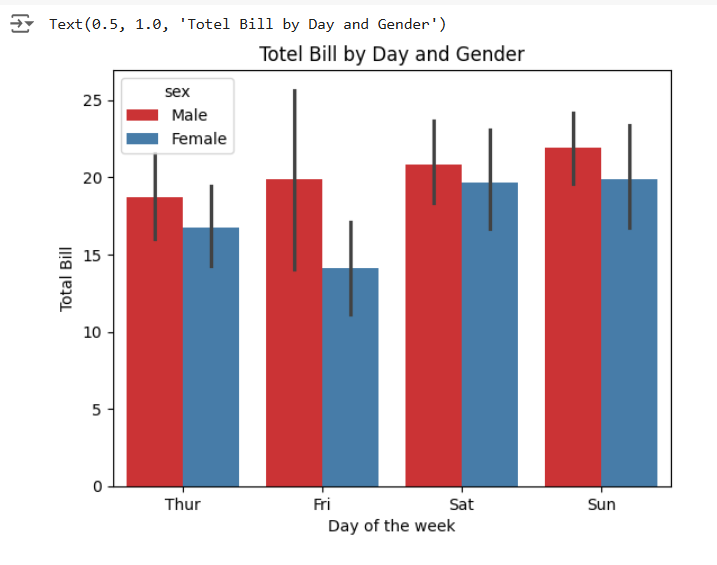 Text(0.5, 1.0, 'Totel Bill by Day and Gender')
Totel Bill by Day and Gender
sex
Male
Female
25
20
15
10
5
0
Total Bill
Thur Fri Sat Sun
Day of the week